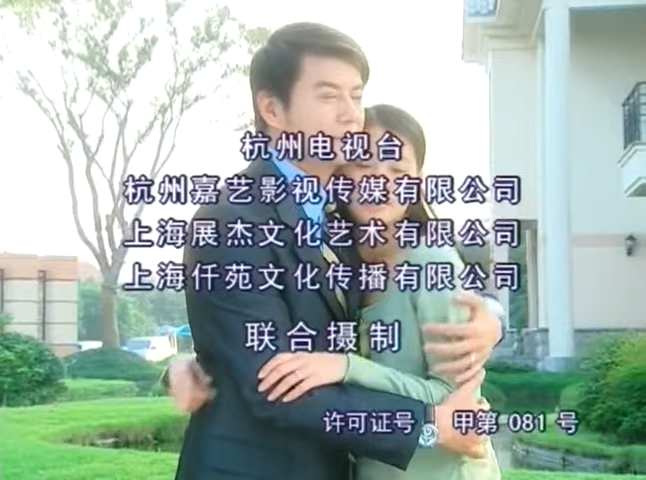 杭州电视台
杭州嘉艺影视传媒有限公司
上海展杰文化艺术有限公司
上海仟苑文化传播有限公司
联合摄制
许可证号 甲第 081 号